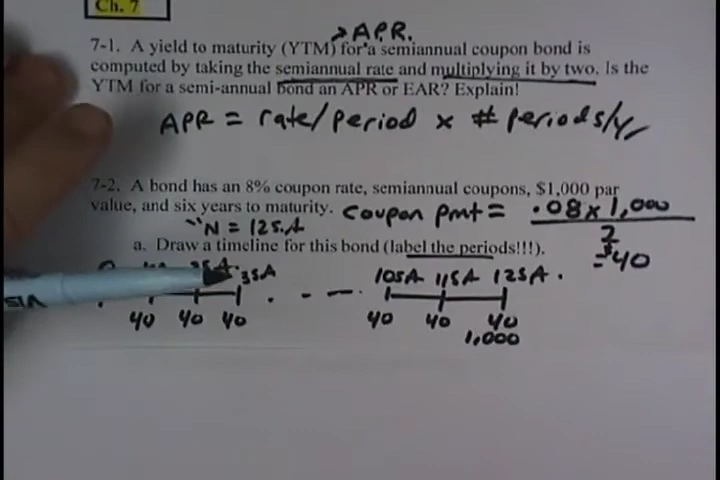 Ch. 7
APR.
7-1. A yield to maturity (YTM) for a semiannual coupon bond is
computed by taking the semiannual rate and multiplying it by two. Is the
YTM for a semi-annual bond an APR or EAR? Explain!
APR = rate/period x # periods/yr
7-2. A bond has an 8% coupon rate, semiannual coupons, $1,000 par
value, and six years to maturity. coupon pmt = .08 x 1,000
2
= $40
"N = 12 S.A
a. Draw a timeline for this bond (label the periods!!!).
3SA 10SA 11SA 12SA.
40 40 40 40 40 40
1,000